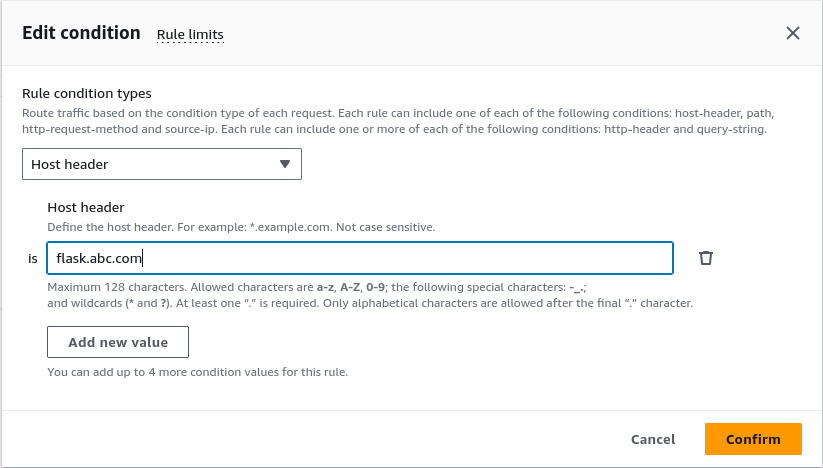 Edit condition Rule limits
Rule condition types
Route traffic based on the condition type of each request. Each rule can include one of each of the following conditions: host-header, path,
http-request-method and source-ip. Each rule can include one or more of each of the following conditions: http-header and query-string.
Host header
Host header
Define the host header. For example: *.example.com. Not case sensitive.
is flask.abc.com
Maximum 128 characters. Allowed characters are a-z, A-Z, 0-9; the following special characters: -_.;
and wildcards (* and ?). At least one “.” is required. Only alphabetical characters are allowed after the final “.” character.
Add new value
You can add up to 4 more condition values for this rule.
Cancel Confirm